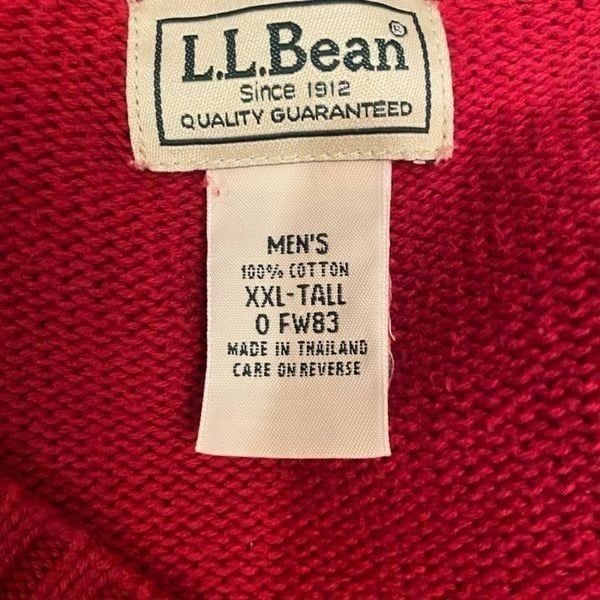 L.L.Bean®
Since 1912
QUALITY GUARANTEED
MEN'S
100% COTTON
XXL-TALL
0 FW83
MADE IN THAILAND
CARE ON REVERSE